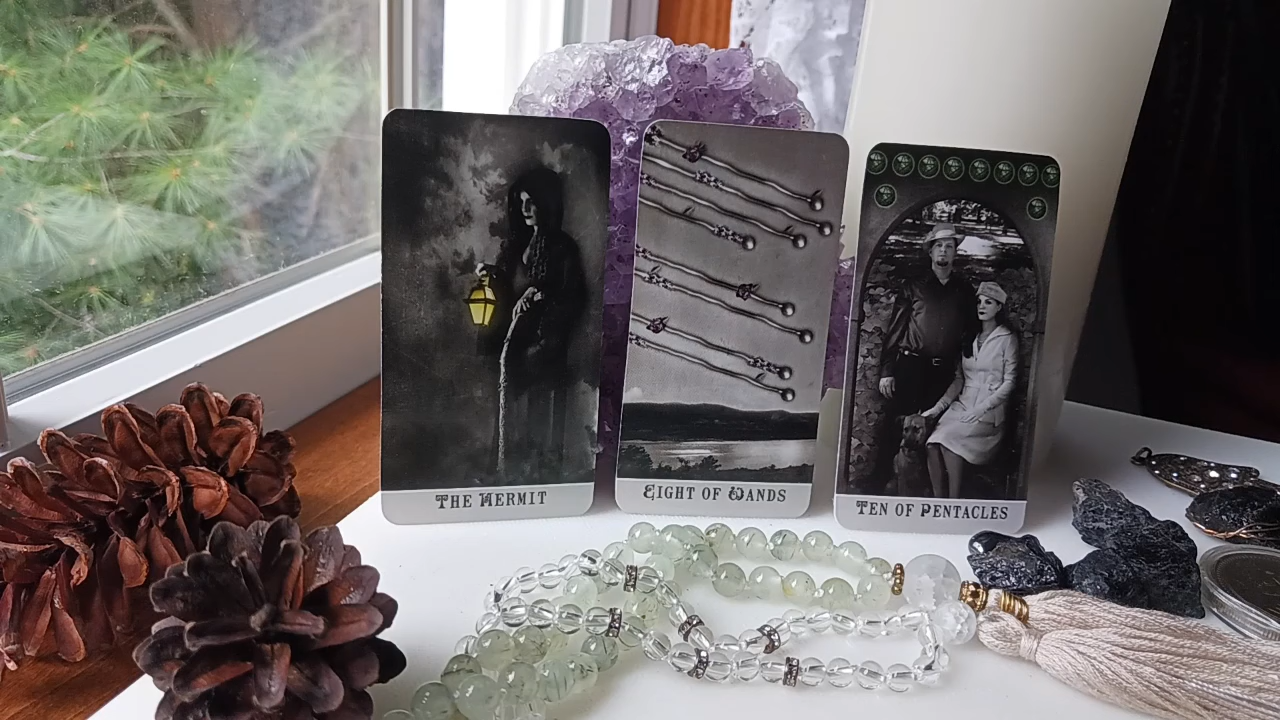 THE HERMIT
EIGHT OF WANDS
TEN OF PENTACLES